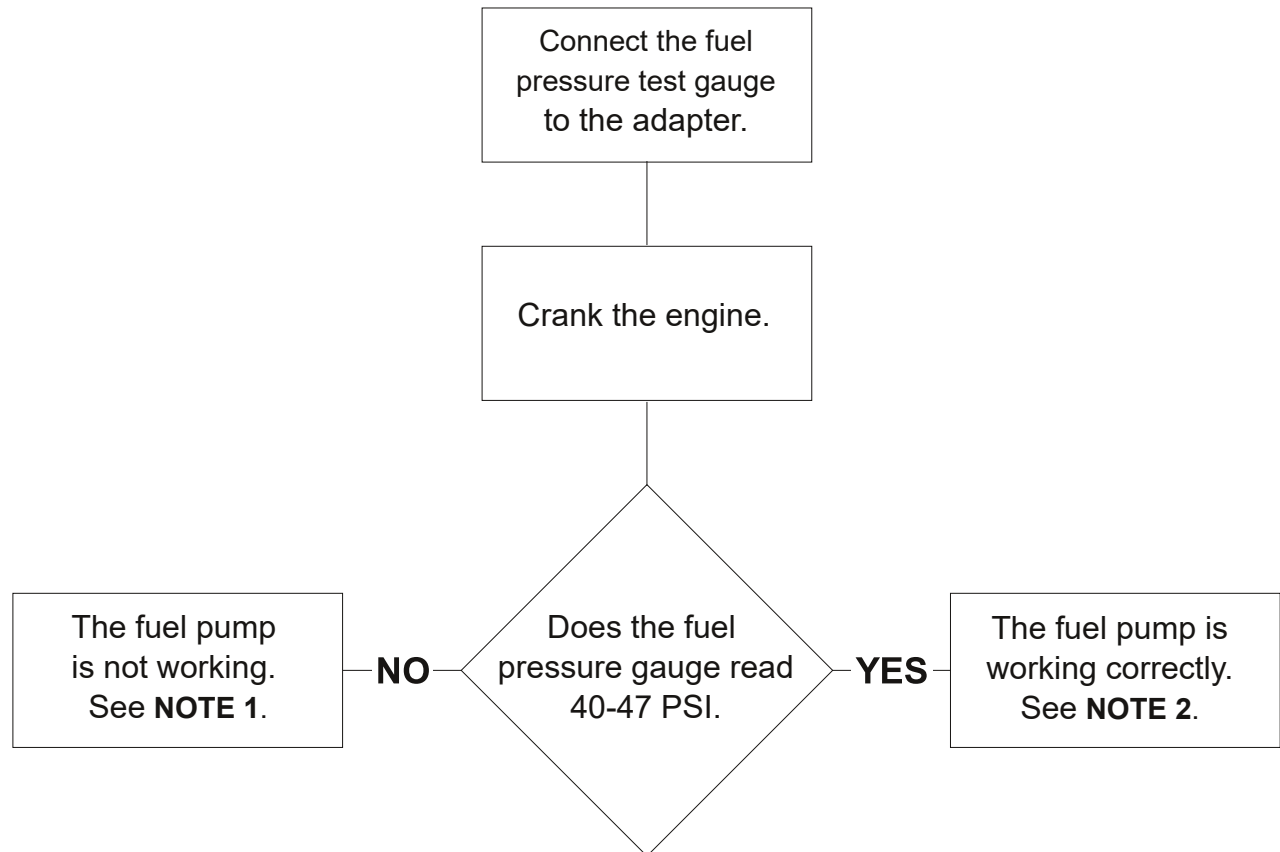 Connect the fuel
pressure test gauge
to the adapter.
Crank the engine.
The fuel pump
is not working.
See NOTE 1.
NO
Does the fuel
pressure gauge read
40-47 PSI.
YES
The fuel pump is
working correctly.
See NOTE 2.